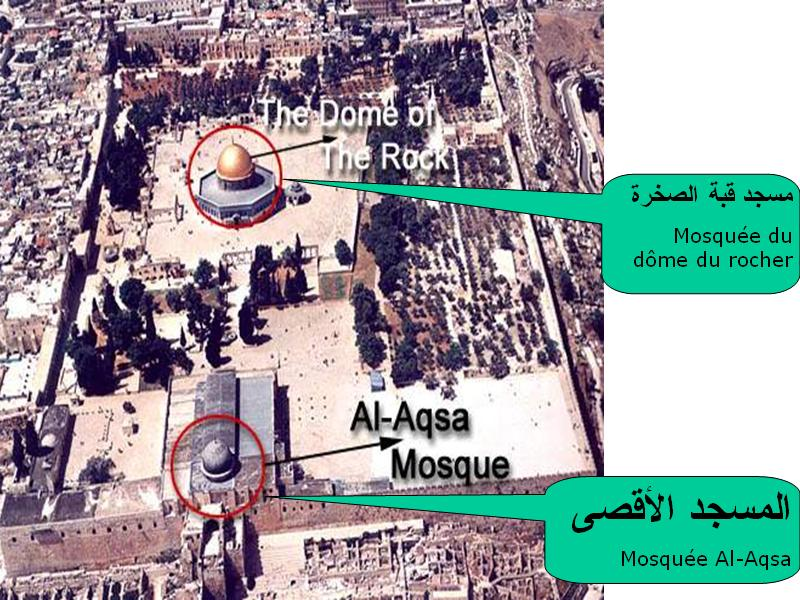 The Dome of
The Rock
مسجد قبة الصخرة
Mosquée du
dôme du rocher
Al-Aqsa
Mosque
المسجد الأقصى
Mosquée Al-Aqsa